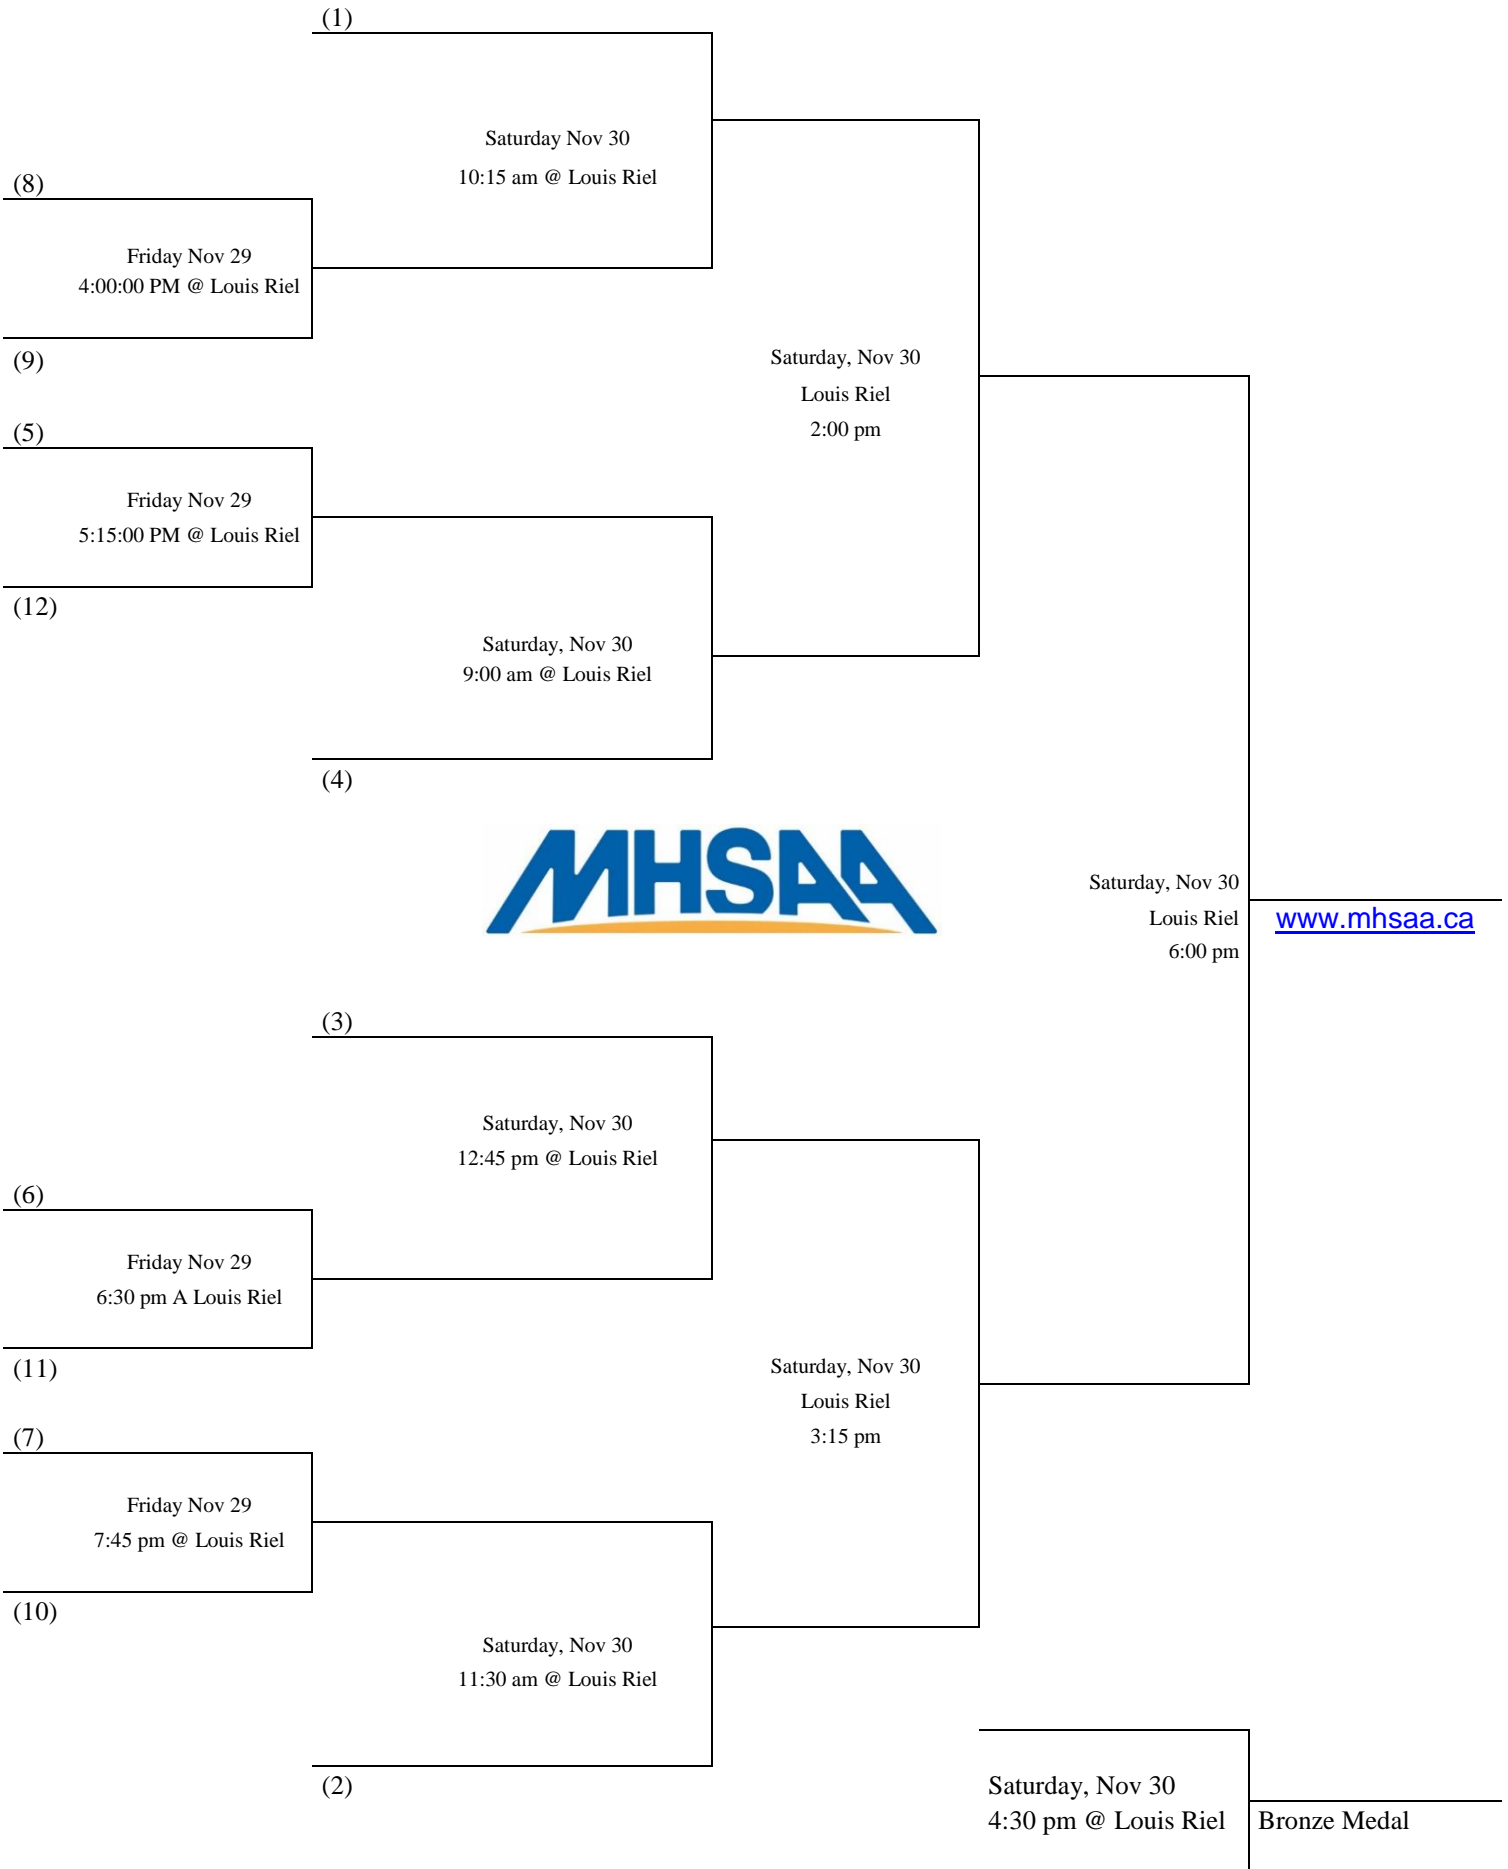 (1)
Saturday Nov 30
10:15 am @ Louis Riel
(8)
Friday Nov 29
4:00:00 PM @ Louis Riel
(9)
Saturday, Nov 30
Louis Riel
2:00 pm
(5)
Friday Nov 29
5:15:00 PM @ Louis Riel
(12)
Saturday, Nov 30
9:00 am @ Louis Riel
(4)
MHSAA
Saturday, Nov 30
Louis Riel
6:00 pm
www.mhsaa.ca
(3)
Saturday, Nov 30
12:45 pm @ Louis Riel
(6)
Friday Nov 29
6:30 pm A Louis Riel
(11)
Saturday, Nov 30
Louis Riel
3:15 pm
(7)
Friday Nov 29
7:45 pm @ Louis Riel
(10)
Saturday, Nov 30
11:30 am @ Louis Riel
(2)
Saturday, Nov 30
4:30 pm @ Louis Riel
Bronze Medal